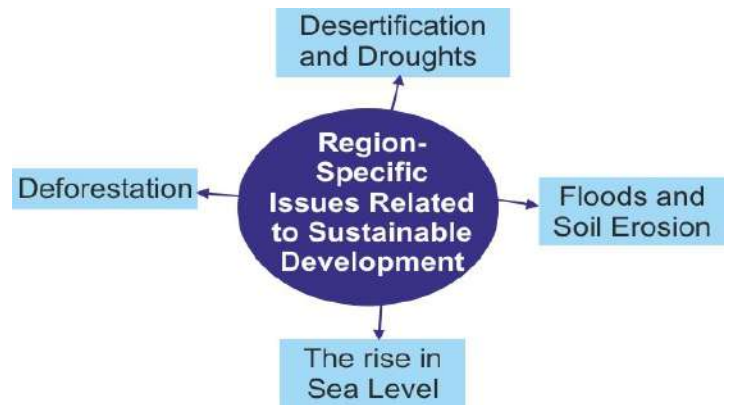 Desertification
and Droughts
Region-
Specific
Issues Related
to Sustainable
Development
Deforestation
Floods and
Soil Erosion
The rise in
Sea Level